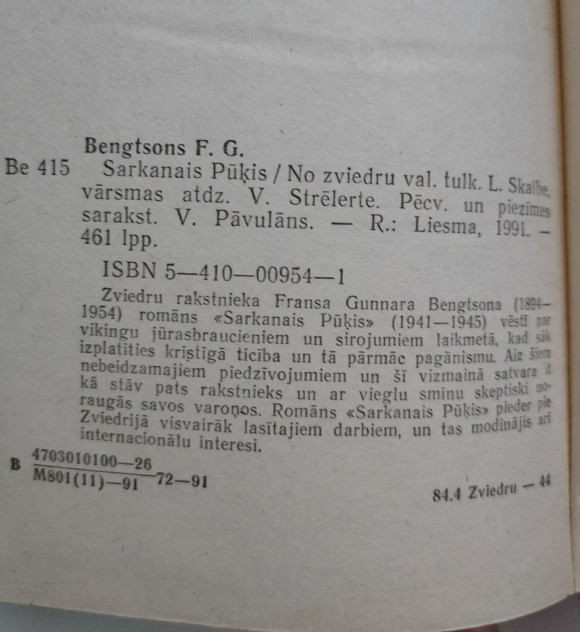 Bengtsons F. G.
Be 415 Sarkanais Pūķis / No zviedru val. tulk. L. Skalbe,
vārsmas atdz. V. Strēlerte. Pēcv. un piezīmes
sarakst. V. Pāvulāns. — R.: Liesma, 1991. —
461 lpp.
ISBN 5—410—00954—1
Zviedru rakstnieka Fransa Gunnara Bengtsona (1894—
1954) romāns «Sarkanais Pūķis» (1941—1945) vēstī par
vikingu jūrasbraucieniem un sirojumiem laikmetā, kad sāk
izplatīties kristīgā ticība un tā pārmāc pagānismu. Aiz šiem
nebeidzamajiem piedzīvojumiem un šī vizmainā satvara it
kā stāv pats rakstnieks un ar vieglu smīnu skeptiski no-
raugās savos varoņos. Romāns «Sarkanais Pūķis» pieder pie
Zviedrijā visvairāk lasītajiem darbiem, un tas modinājis arī
internacionālu interesi.
B 4703010100—26
M801(11)—91 72—91
84.4 Zviedru — 44